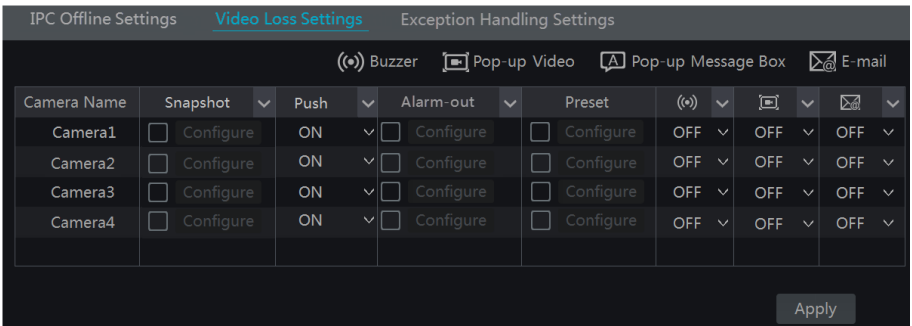 IPC Offline Settings Video Loss Settings Exception Handling Settings
Buzzer Pop-up Video A Pop-up Message Box E-mail
Camera Name Snapshot Push Alarm-out Preset
Camera1 Configure ON Configure Configure OFF OFF OFF
Camera2 Configure ON Configure Configure OFF OFF OFF
Camera3 Configure ON Configure Configure OFF OFF OFF
Camera4 Configure ON Configure Configure OFF OFF OFF
Apply